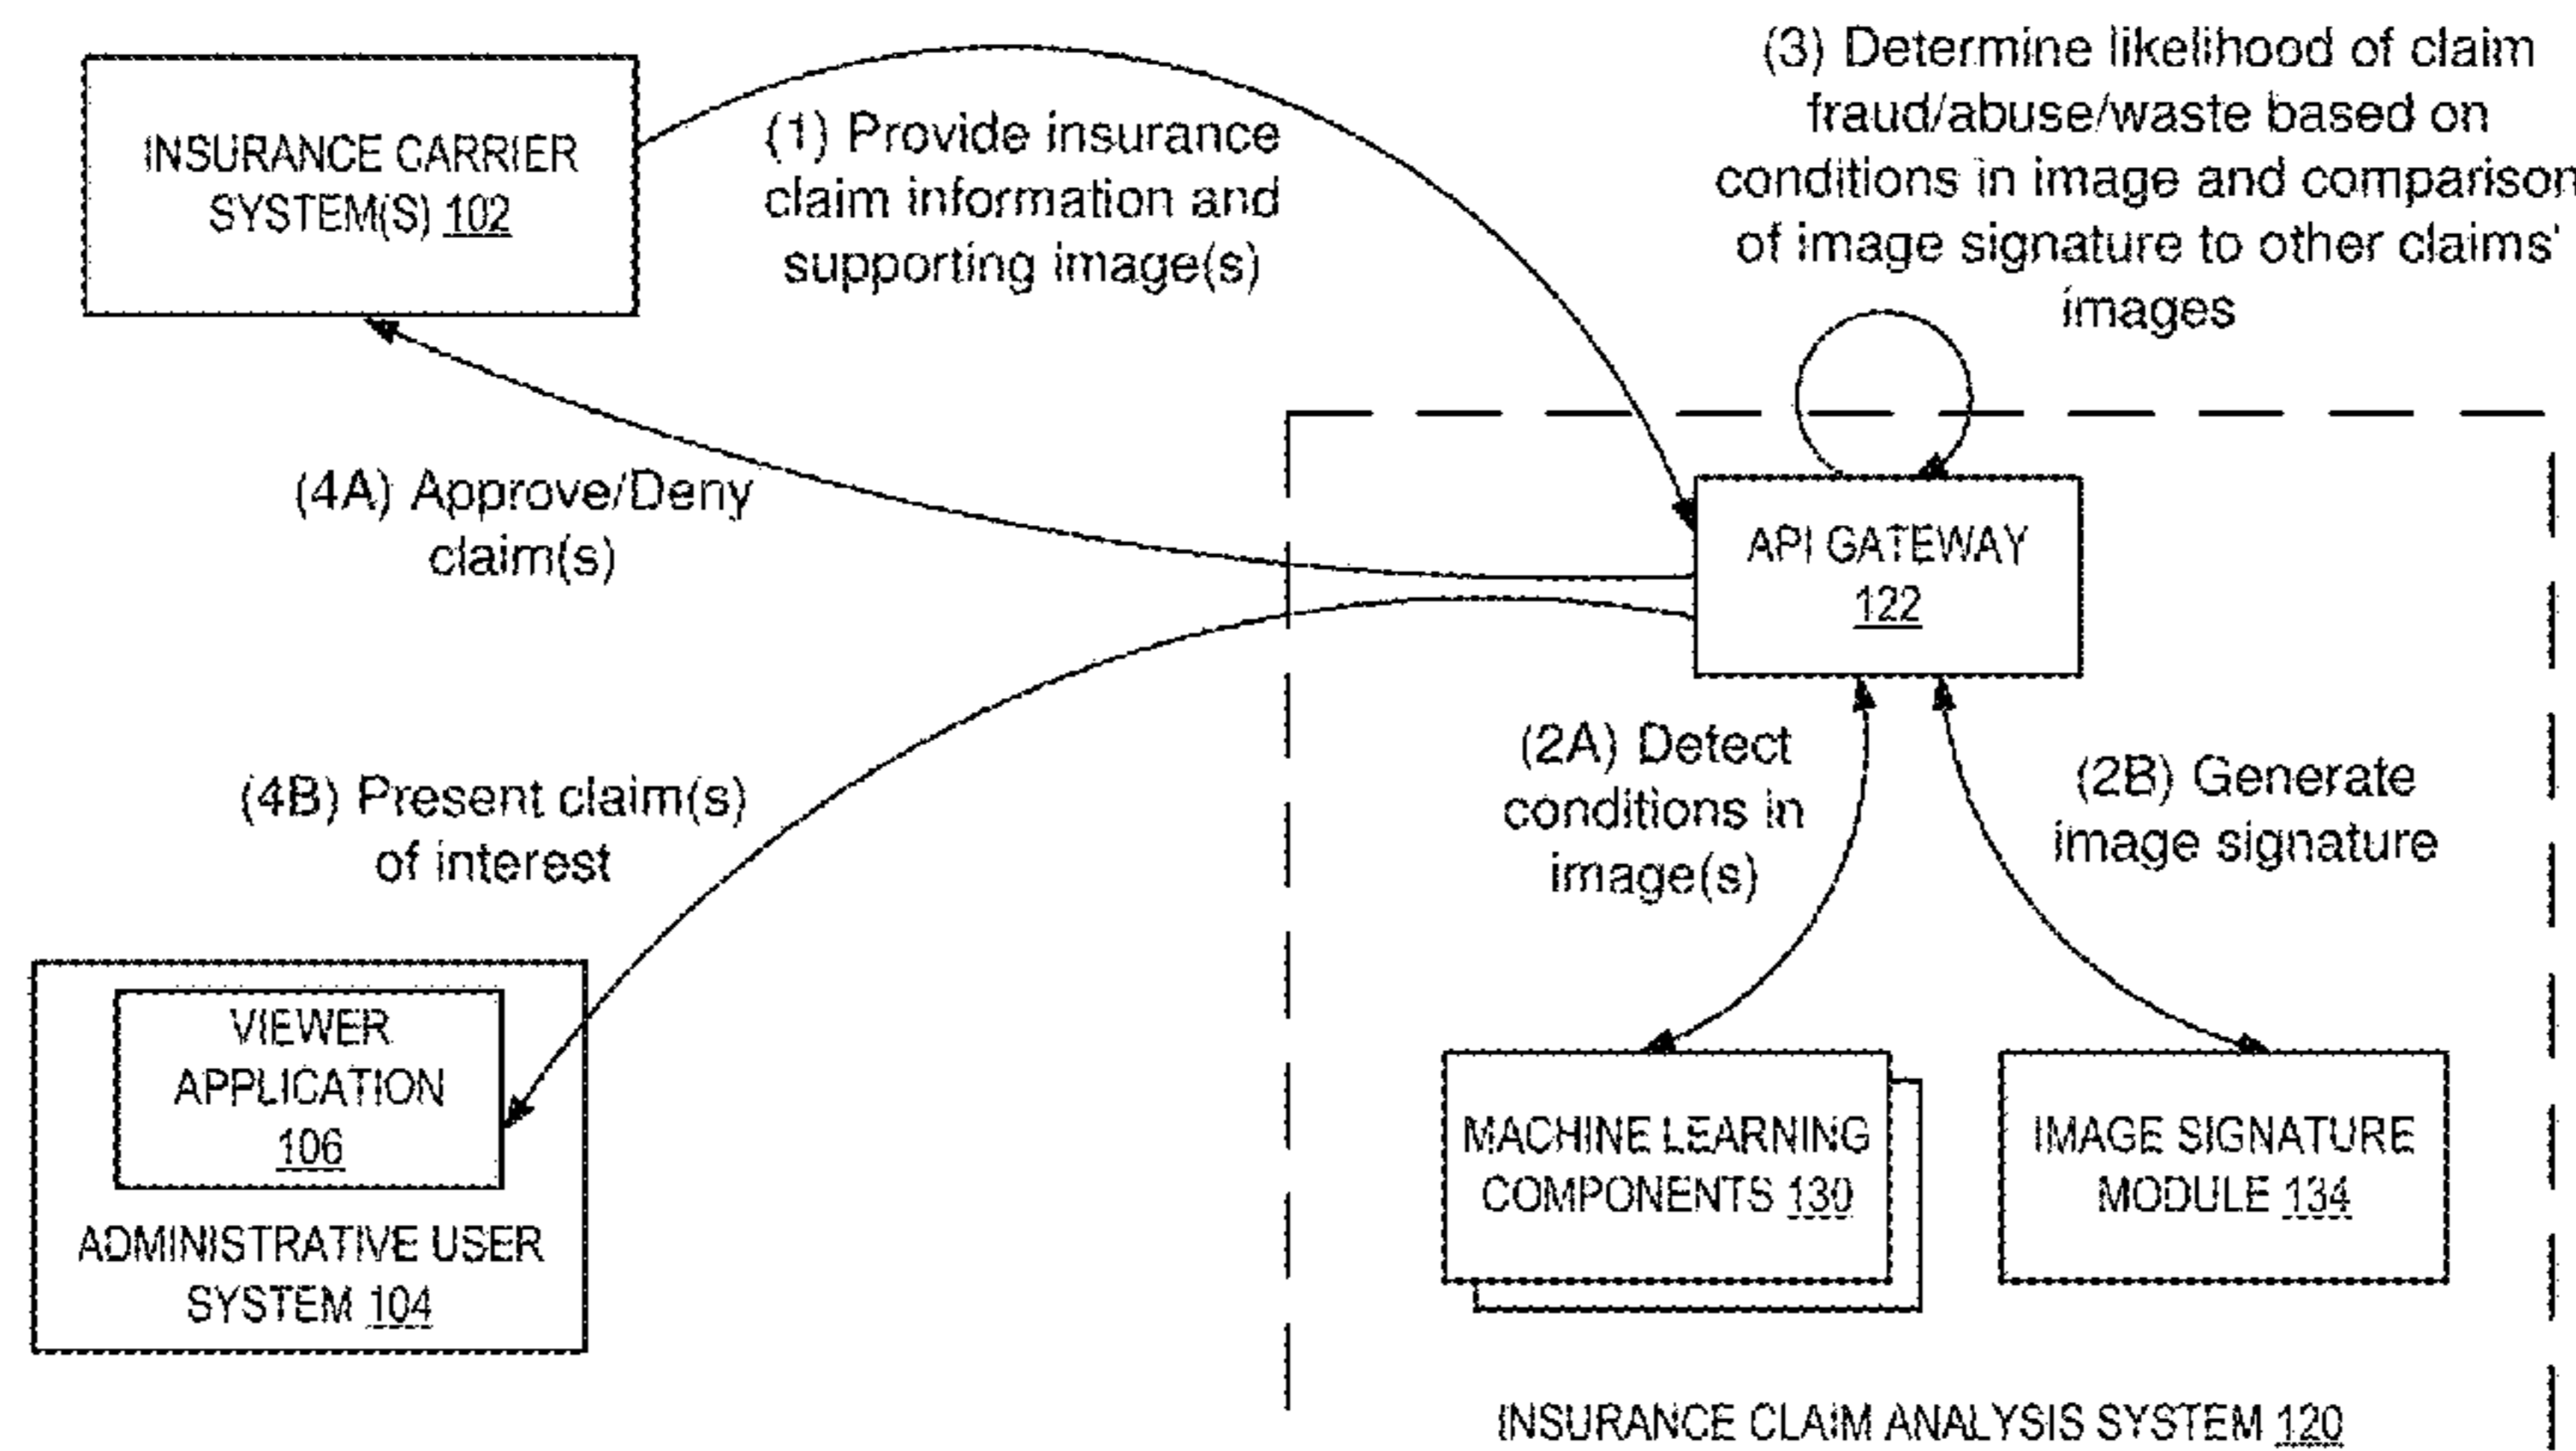 INSURANCE CARRIER
SYSTEM(S) 102
(1) Provide insurance
claim information and
supporting image(s)
(3) Determine likelihood of claim
fraud/abuse/waste based on
conditions in image and comparison
of image signature to other claims'
images
(4A) Approve/Deny
claim(s)
API GATEWAY
122
(4B) Present claim(s)
of interest
(2A) Detect
conditions in
image(s)
(2B) Generate
image signature
VIEWER
APPLICATION
106
ADMINISTRATIVE USER
SYSTEM 104
MACHINE LEARNING
COMPONENTS 130
IMAGE SIGNATURE
MODULE 134
INSURANCE CLAIM ANALYSIS SYSTEM 120